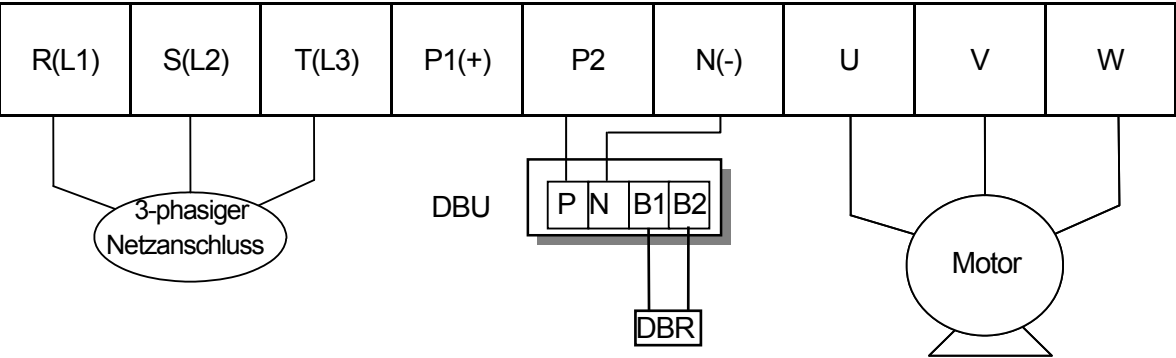 R(L1) S(L2) T(L3) P1(+) P2 N(-) U V W
3-phasiger
Netzanschluss
DBU
P N B1 B2
Motor
DBR